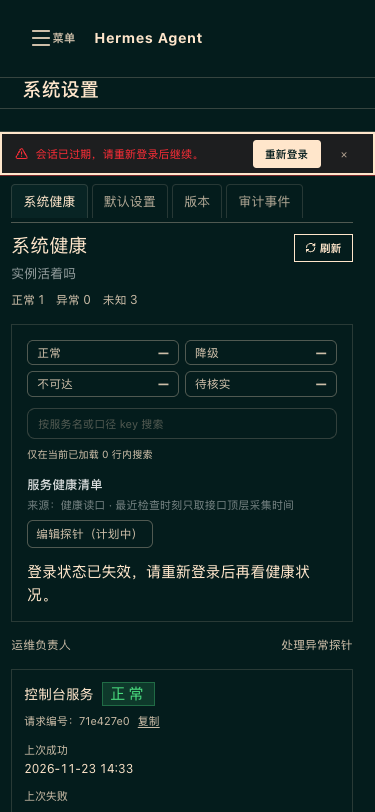 菜单 Hermes Agent
系统设置
会话已过期，请重新登录后继续。 重新登录 ×
系统健康 默认设置 版本 审计事件
系统健康 刷新
实例活着吗
正常 1 异常 0 未知 3
正常 — 降级 —
不可达 — 待核实 —
按服务名或口径 key 搜索
仅在当前已加载 0 行内搜索
服务健康清单
来源：健康读口 · 最近检查时刻只取接口顶层采集时间
编辑探针（计划中）
登录状态已失效，请重新登录后再看健康状
况。
运维负责人 处理异常探针
控制台服务 正常
请求编号：71e427e0 复制
上次成功
2026-11-23 14:33
上次失败